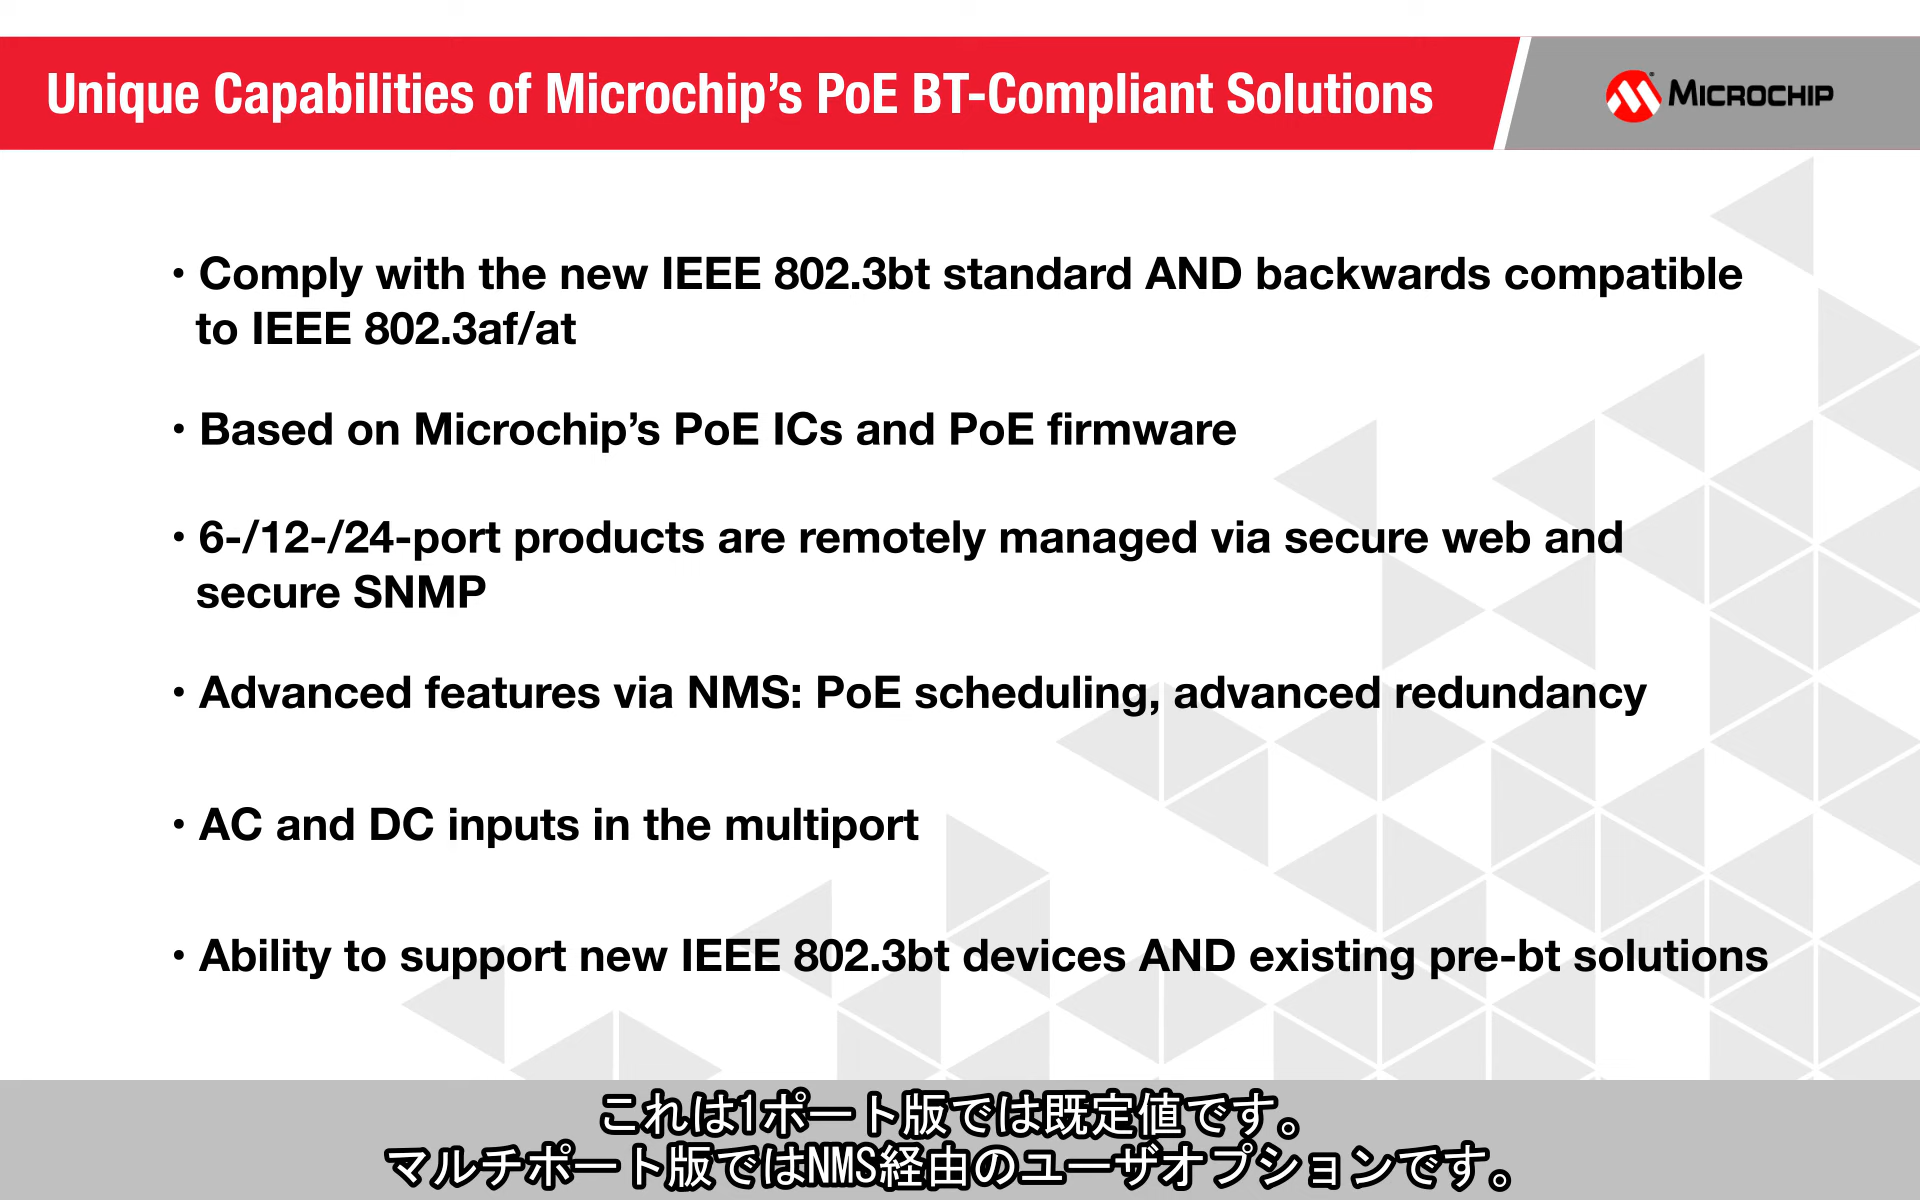 Unique Capabilities of Microchip’s PoE BT-Compliant Solutions
MICROCHIP
• Comply with the new IEEE 802.3bt standard AND backwards compatible
to IEEE 802.3af/at
• Based on Microchip’s PoE ICs and PoE firmware
• 6-/12-/24-port products are remotely managed via secure web and
secure SNMP
• Advanced features via NMS: PoE scheduling, advanced redundancy
• AC and DC inputs in the multiport
• Ability to support new IEEE 802.3bt devices AND existing pre-bt solutions
これは1ポート版では既定値です。
マルチポート版ではNMS経由のユーザオプションです。